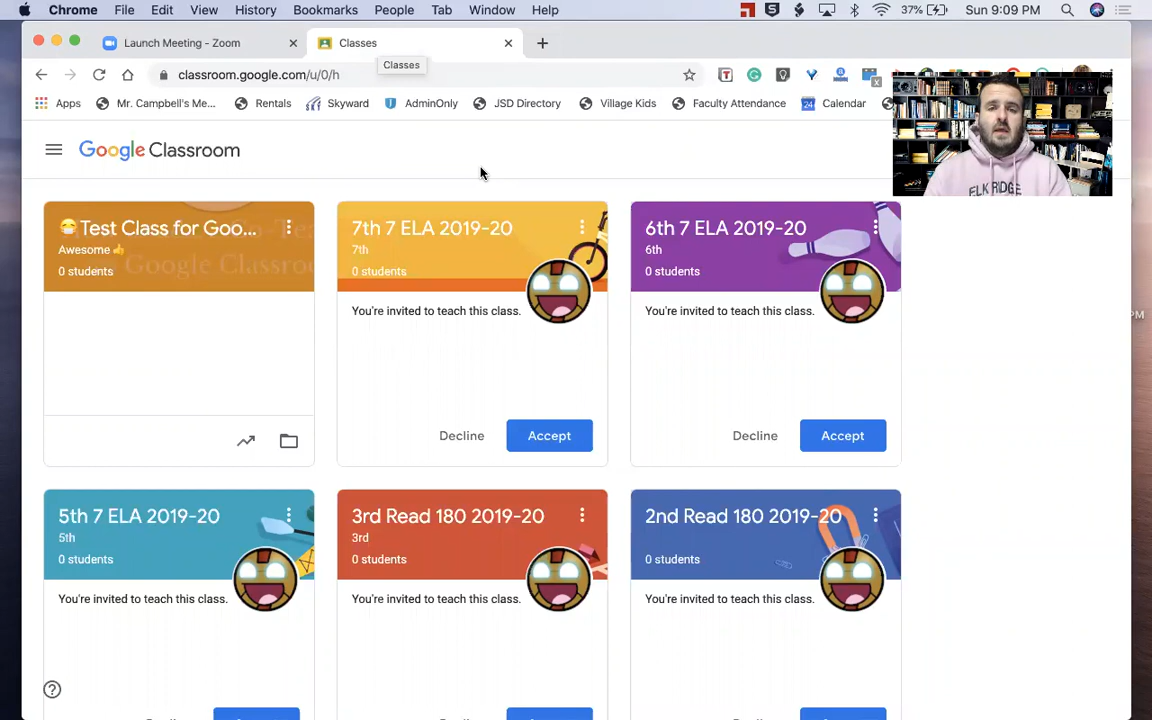 Chrome File Edit View History Bookmarks People Tab Window Help 37% Sun 9:09 PM
Launch Meeting - Zoom Classes
Classes
classroom.google.com/u/0/h
Apps Mr. Campbell's Me... Rentals Skyward AdminOnly JSD Directory Village Kids Faculty Attendance 24 Calendar
Google Classroom
ELK RIDGE
😷Test Class for Goo...
Awesome 👍
0 students
7th 7 ELA 2019-20
7th
0 students
You're invited to teach this class.
Decline Accept
6th 7 ELA 2019-20
6th
0 students
You're invited to teach this class.
Decline Accept
PM
5th 7 ELA 2019-20
5th
0 students
You're invited to teach this class.
3rd Read 180 2019-20
3rd
0 students
You're invited to teach this class.
2nd Read 180 2019-20
0 students
You're invited to teach this class.